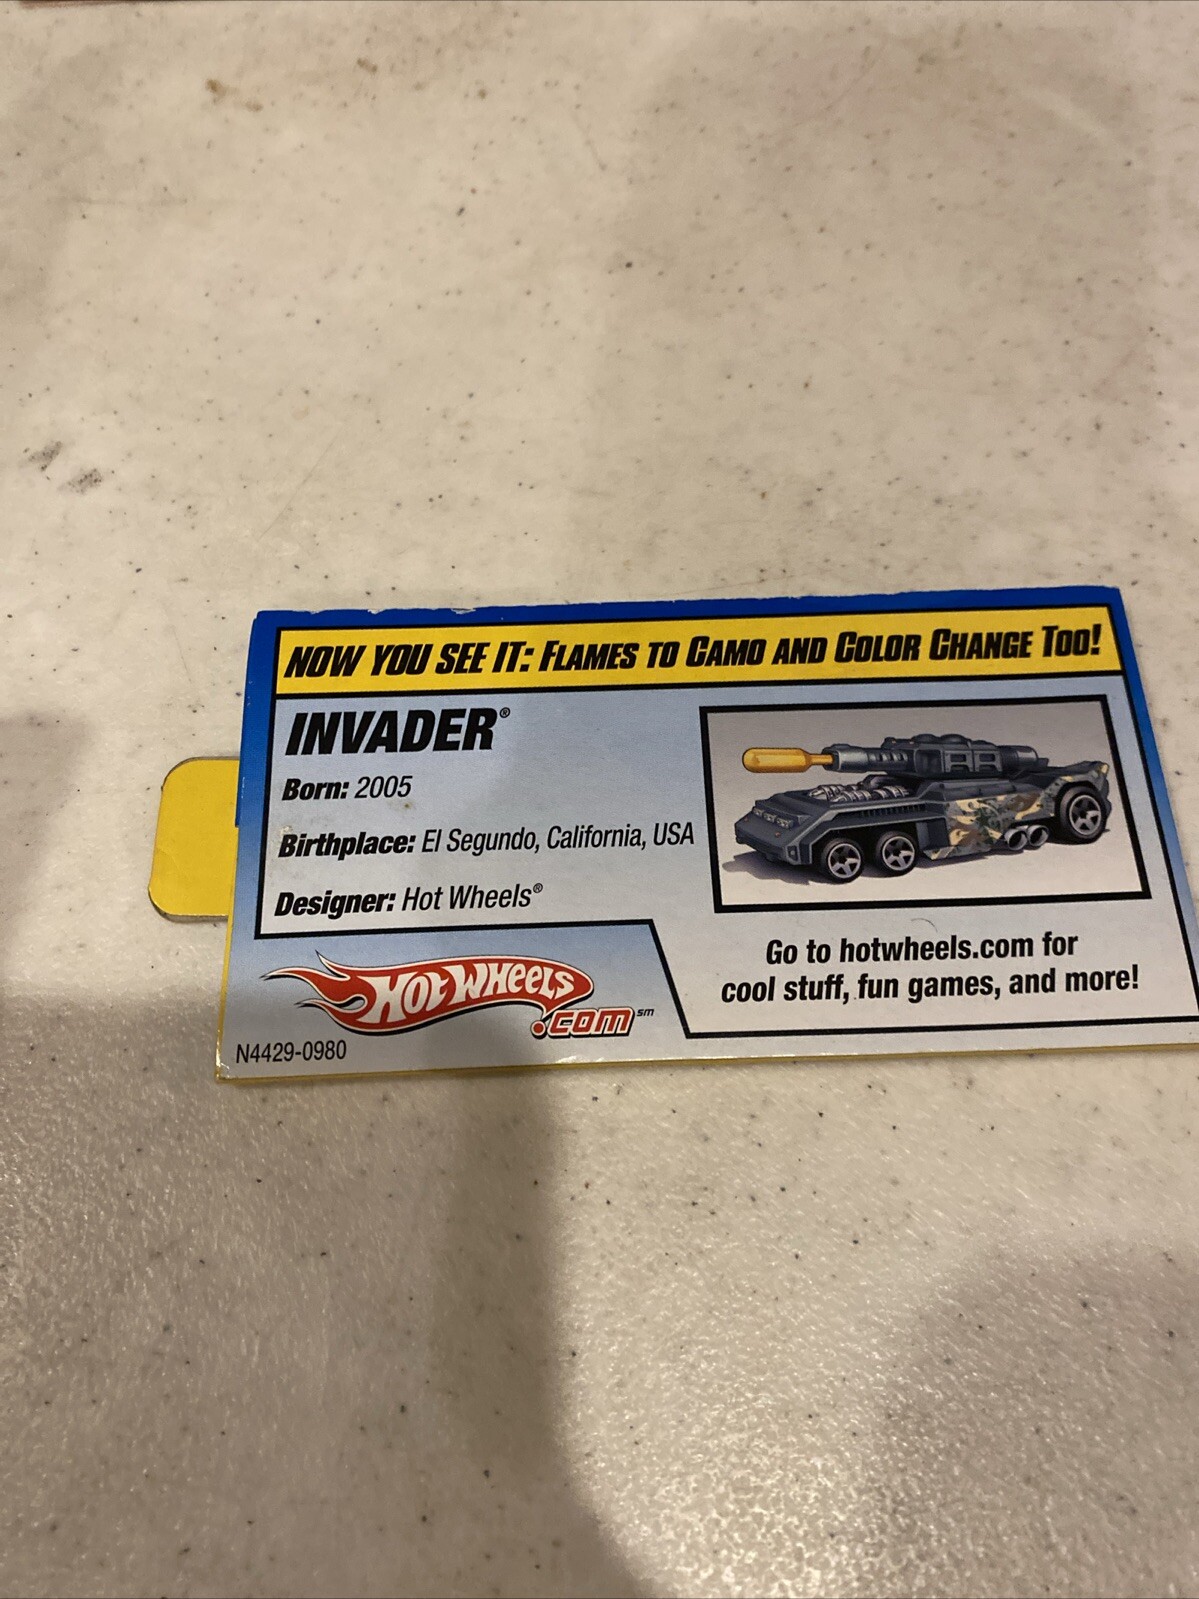 NOW YOU SEE IT: FLAMES TO CAMO AND COLOR CHANGE TOO!
INVADER®
Born: 2005
Birthplace: El Segundo, California, USA
Designer: Hot Wheels®
Go to hotwheels.com for
cool stuff, fun games, and more!
HOT WHEELS
.COM℠
N4429-0980